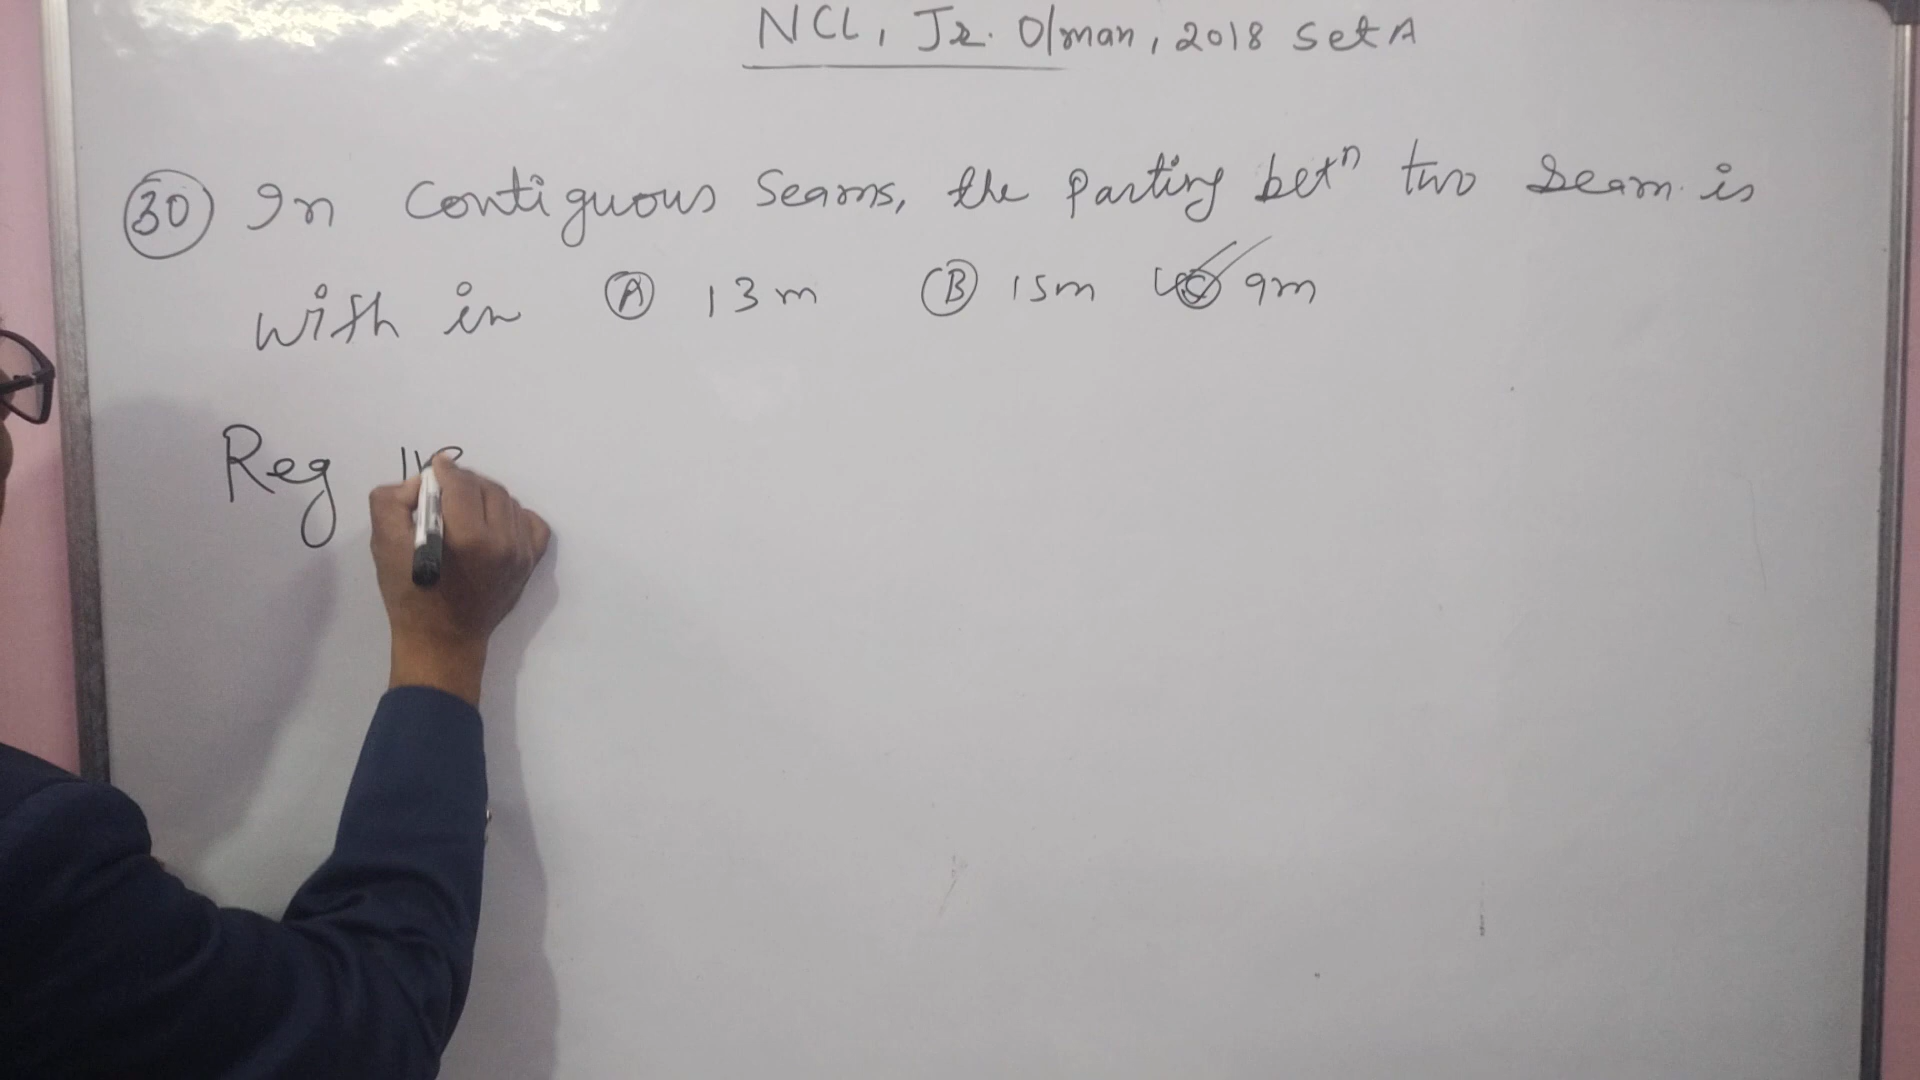 NCL, Jr. O/man, 2018 Set A
30 In Contiguous Seams, the Parting betn two Seam is
with in A 13m B 15m C 9m
Reg